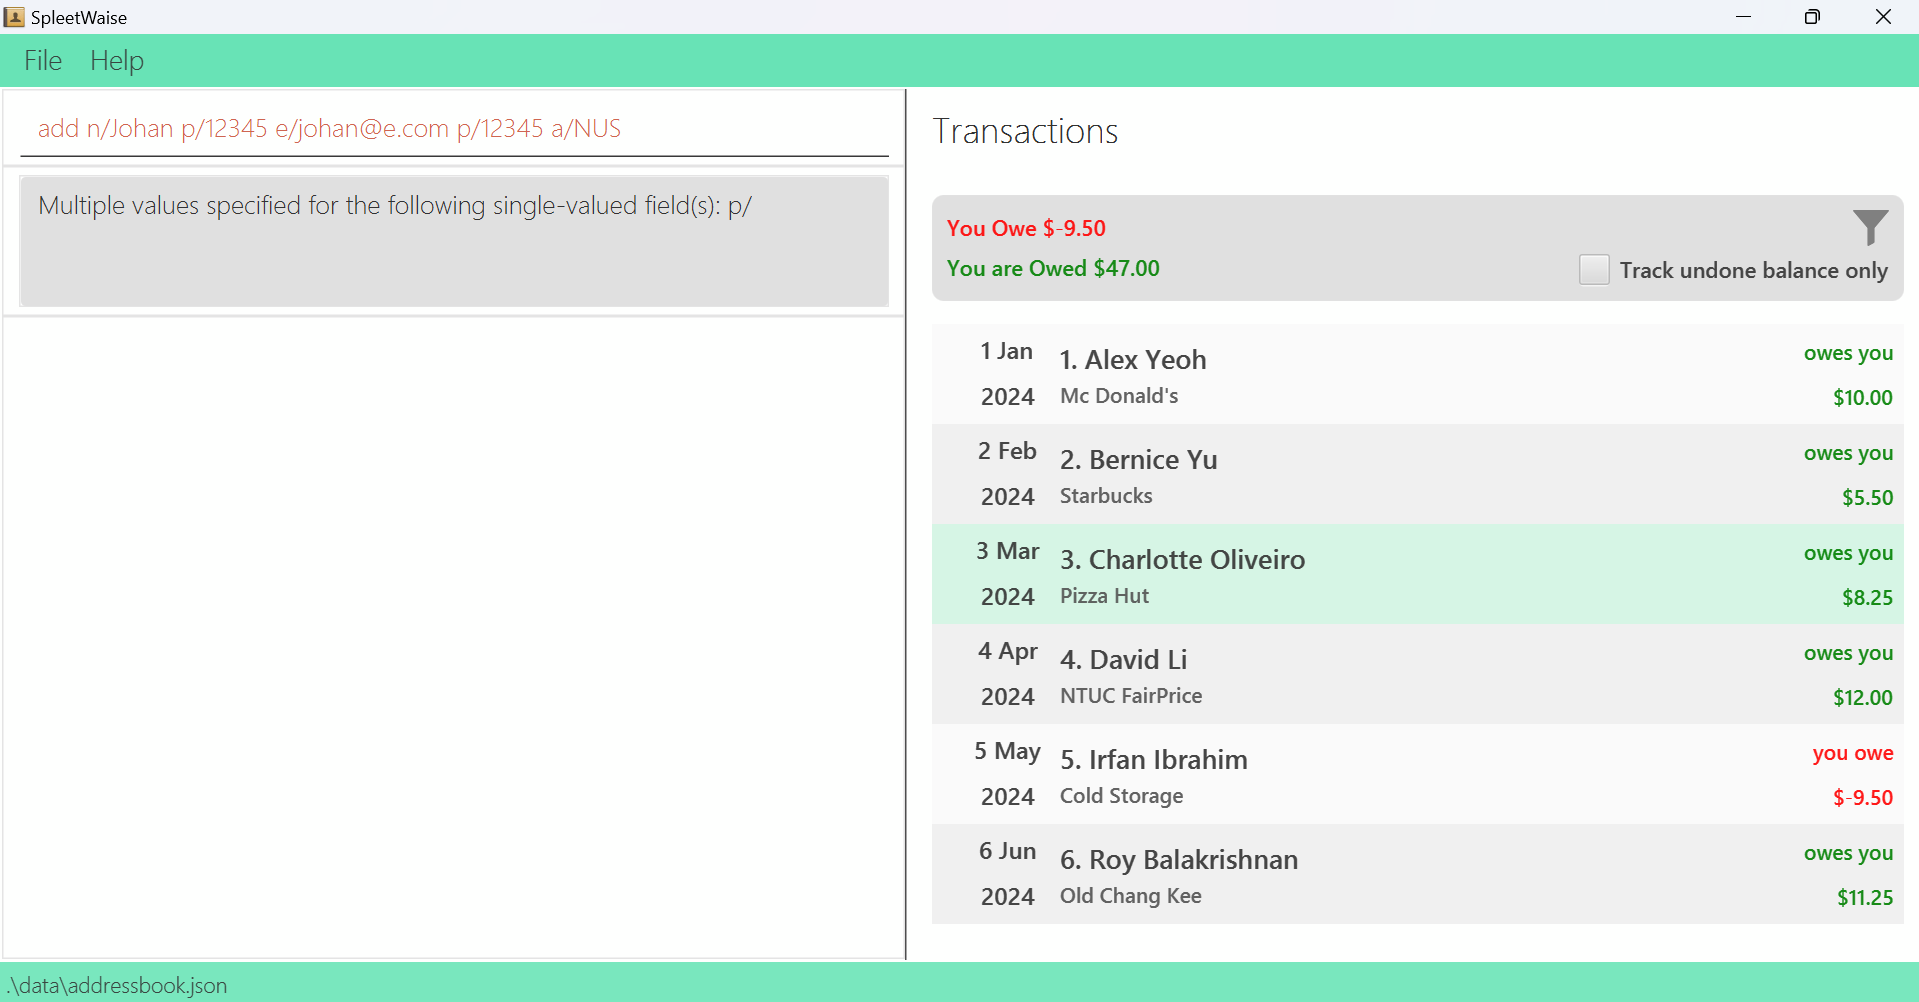 SpleetWaise
File Help
add n/Johan p/12345 e/johan@e.com p/12345 a/NUS
Multiple values specified for the following single-valued field(s): p/
Transactions
You Owe $-9.50
You are Owed $47.00
Track undone balance only
1 Jan
2024
1. Alex Yeoh
Mc Donald's
owes you
$10.00
2 Feb
2024
2. Bernice Yu
Starbucks
owes you
$5.50
3 Mar
2024
3. Charlotte Oliveiro
Pizza Hut
owes you
$8.25
4 Apr
2024
4. David Li
NTUC FairPrice
owes you
$12.00
5 May
2024
5. Irfan Ibrahim
Cold Storage
you owe
$-9.50
6 Jun
2024
6. Roy Balakrishnan
Old Chang Kee
owes you
$11.25
.\data\addressbook.json